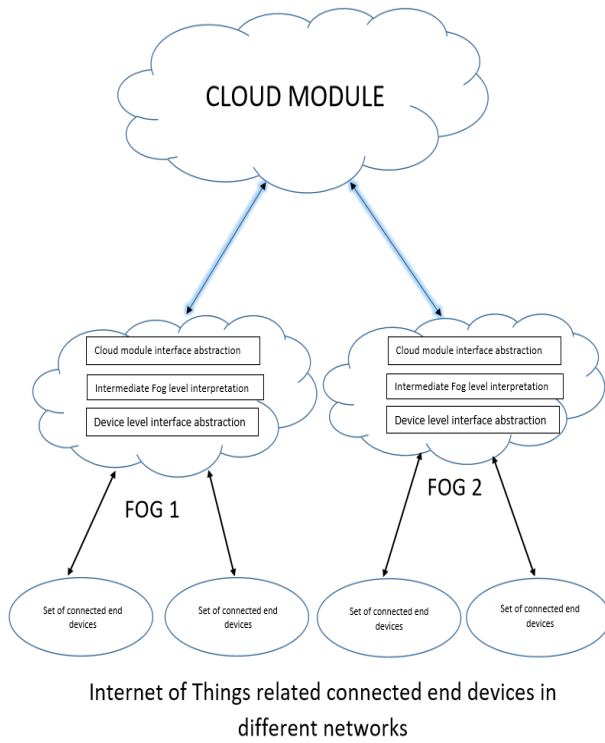 CLOUD MODULE
Cloud module interface abstraction
Intermediate Fog level interpretation
Device level interface abstraction
FOG 1
Cloud module interface abstraction
Intermediate Fog level interpretation
Device level interface abstraction
FOG 2
Set of connected end
devices
Set of connected end
devices
Set of connected end
devices
Set of connected end
devices
Internet of Things related connected end devices in
different networks